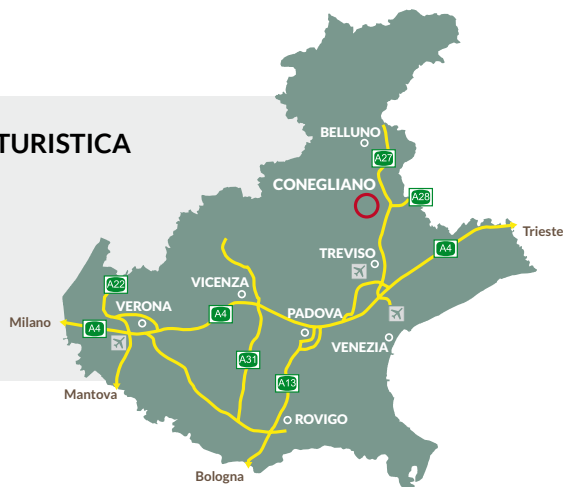 TURISTICA
BELLUNO
A27
CONEGLIANO
A28
Trieste
A4
TREVISO
VICENZA
A22
VERONA
A4
PADOVA
Milano
A4
VENEZIA
A31
A13
Mantova
ROVIGO
Bologna